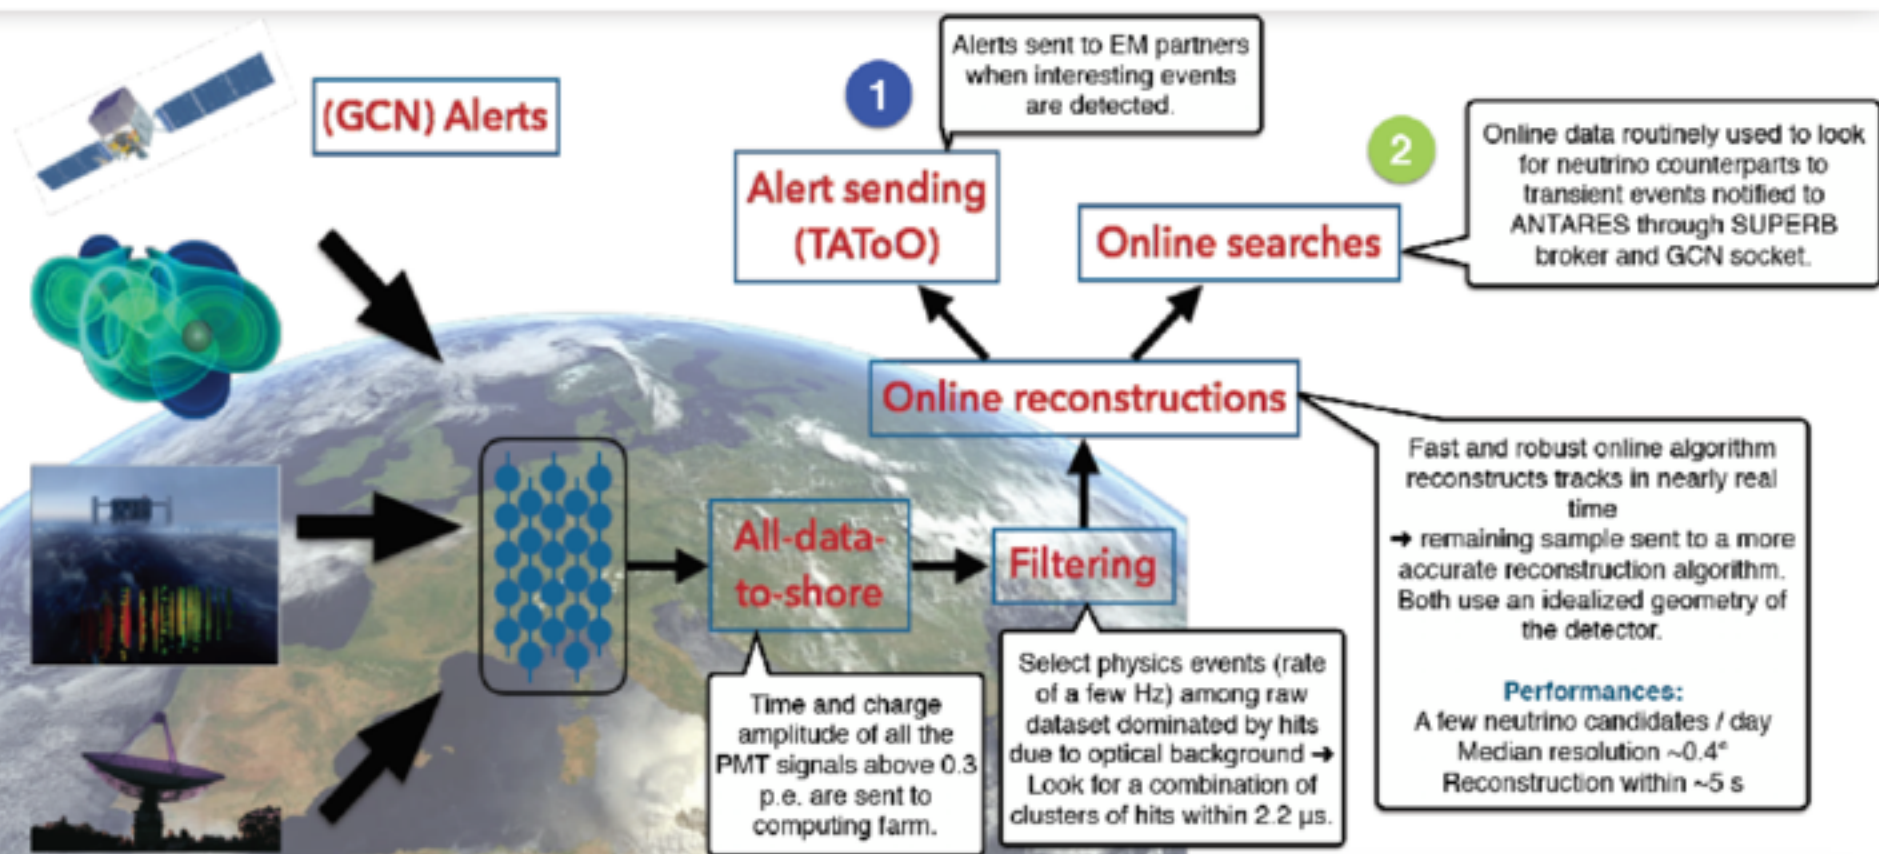 (GCN) Alerts
1
Alerts sent to EM partners
when interesting events
are detected.
Alert sending
(TAToO)
2
Online searches
Online data routinely used to look
for neutrino counterparts to
transient events notified to
ANTARES through SUPERB
broker and GCN socket.
Online reconstructions
Fast and robust online algorithm
reconstructs tracks in nearly real
time
➔ remaining sample sent to a more
accurate reconstruction algorithm.
Both use an idealized geometry of
the detector.
Performances:
A few neutrino candidates / day
Median resolution ~0.4°
Reconstruction within ~5 s
All-data-
to-shore
Filtering
Time and charge
amplitude of all the
PMT signals above 0.3
p.e. are sent to
computing farm.
Select physics events (rate
of a few Hz) among raw
dataset dominated by hits
due to optical background ➔
Look for a combination of
clusters of hits within 2.2 µs.